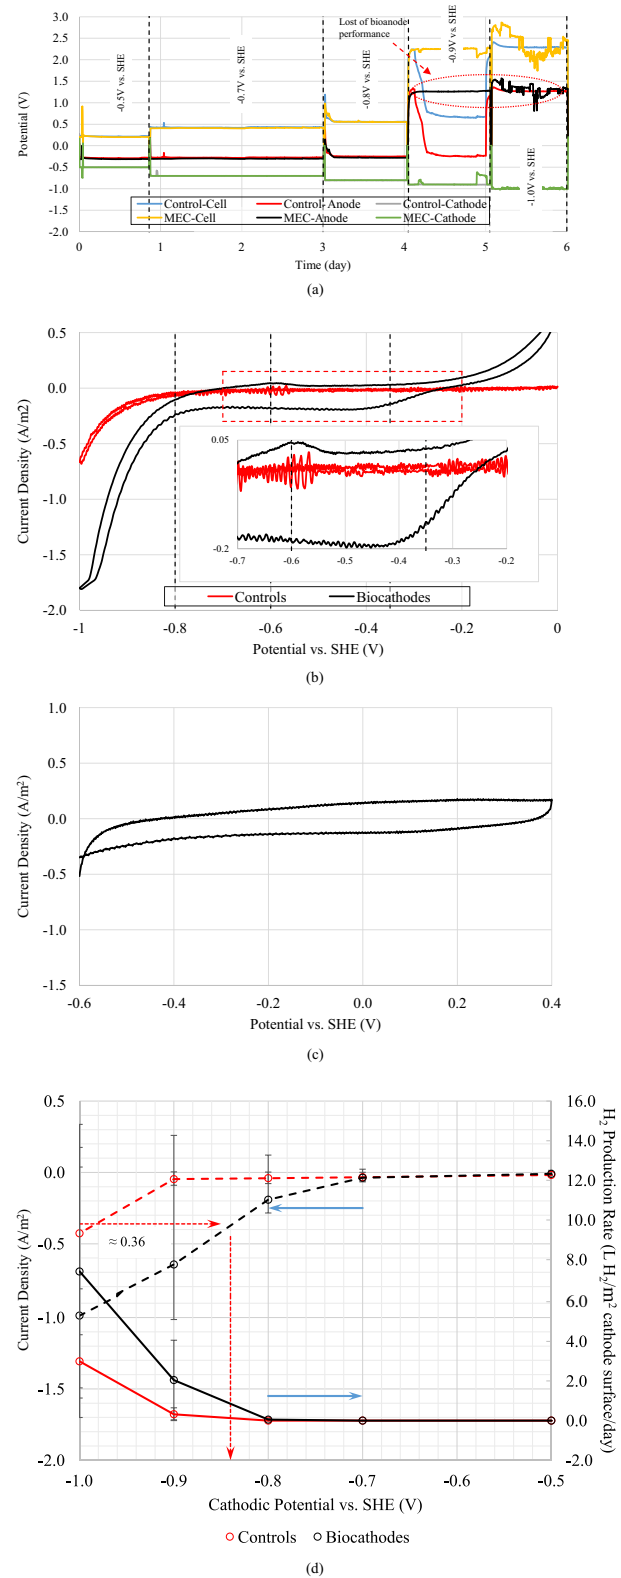 3.0
2.5
2.0
1.5
1.0
0.5
0.0
-0.5
-1.0
-1.5
-2.0
Potential (V)
-0.5V vs. SHE
-0.7V vs. SHE
-0.8V vs. SHE
-0.9V vs. SHE
-1.0V vs. SHE
Lost of bioanode
performance
Control-Cell Control-Anode Control-Cathode
MEC-Cell MEC-Anode MEC-Cathode
0 1 2 3 4 5 6
Time (day)
(a)
0.5
0.0
-0.5
-1.0
-1.5
-2.0
Current Density (A/m2)
0.05
-0.2
-0.7 -0.6 -0.5 -0.4 -0.3 -0.2
Controls Biocathodes
-1 -0.8 -0.6 -0.4 -0.2 0
Potential vs. SHE (V)
(b)
1.0
0.5
0.0
-0.5
-1.0
-1.5
Current Density (A/m²)
-0.6 -0.4 -0.2 0.0 0.2 0.4
Potential vs. SHE (V)
(c)
0.5
0.0
-0.5
-1.0
-1.5
-2.0
Current Density (A/m²)
≈ 0.36
16.0
14.0
12.0
10.0
8.0
6.0
4.0
2.0
0.0
-2.0
H₂ Production Rate (L H₂/m² cathode surface/day)
-1.0 -0.9 -0.8 -0.7 -0.6 -0.5
Cathodic Potential vs. SHE (V)
Controls Biocathodes
(d)